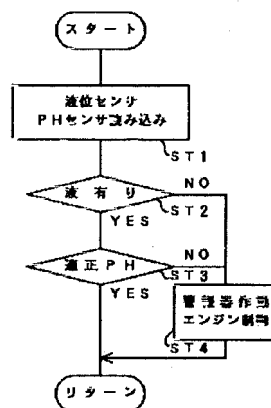 スタート
液位センサ
PHセンサ読み込み
ST1
液有り
NO
ST2
YES
適正PH
NO
ST3
YES
警報器作動
エンジン制御
ST4
リターン